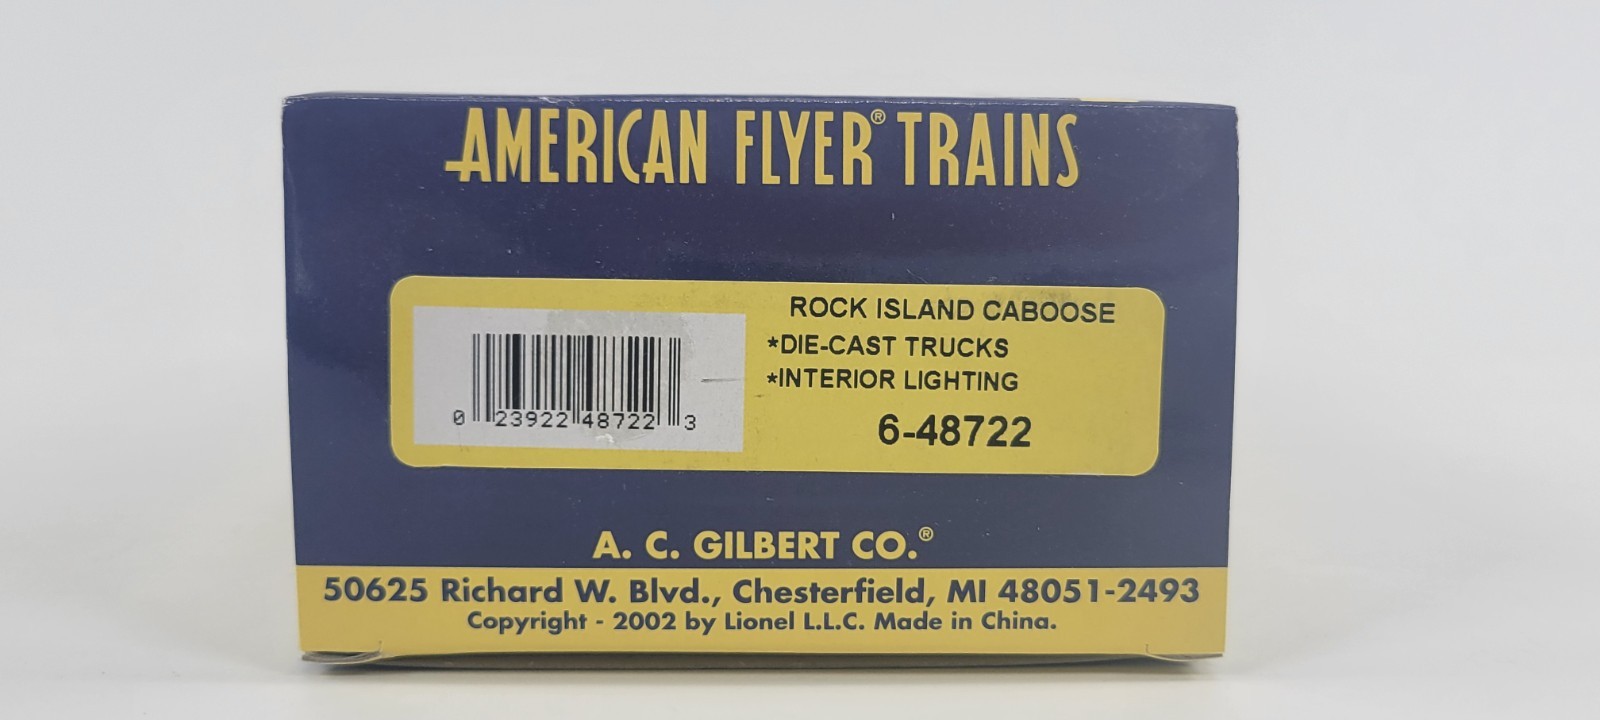 AMERICAN FLYER® TRAINS
ROCK ISLAND CABOOSE
*DIE-CAST TRUCKS
*INTERIOR LIGHTING
6-48722
0 23922 48722 3
A. C. GILBERT CO.®
50625 Richard W. Blvd., Chesterfield, MI 48051-2493
Copyright - 2002 by Lionel L.L.C. Made in China.